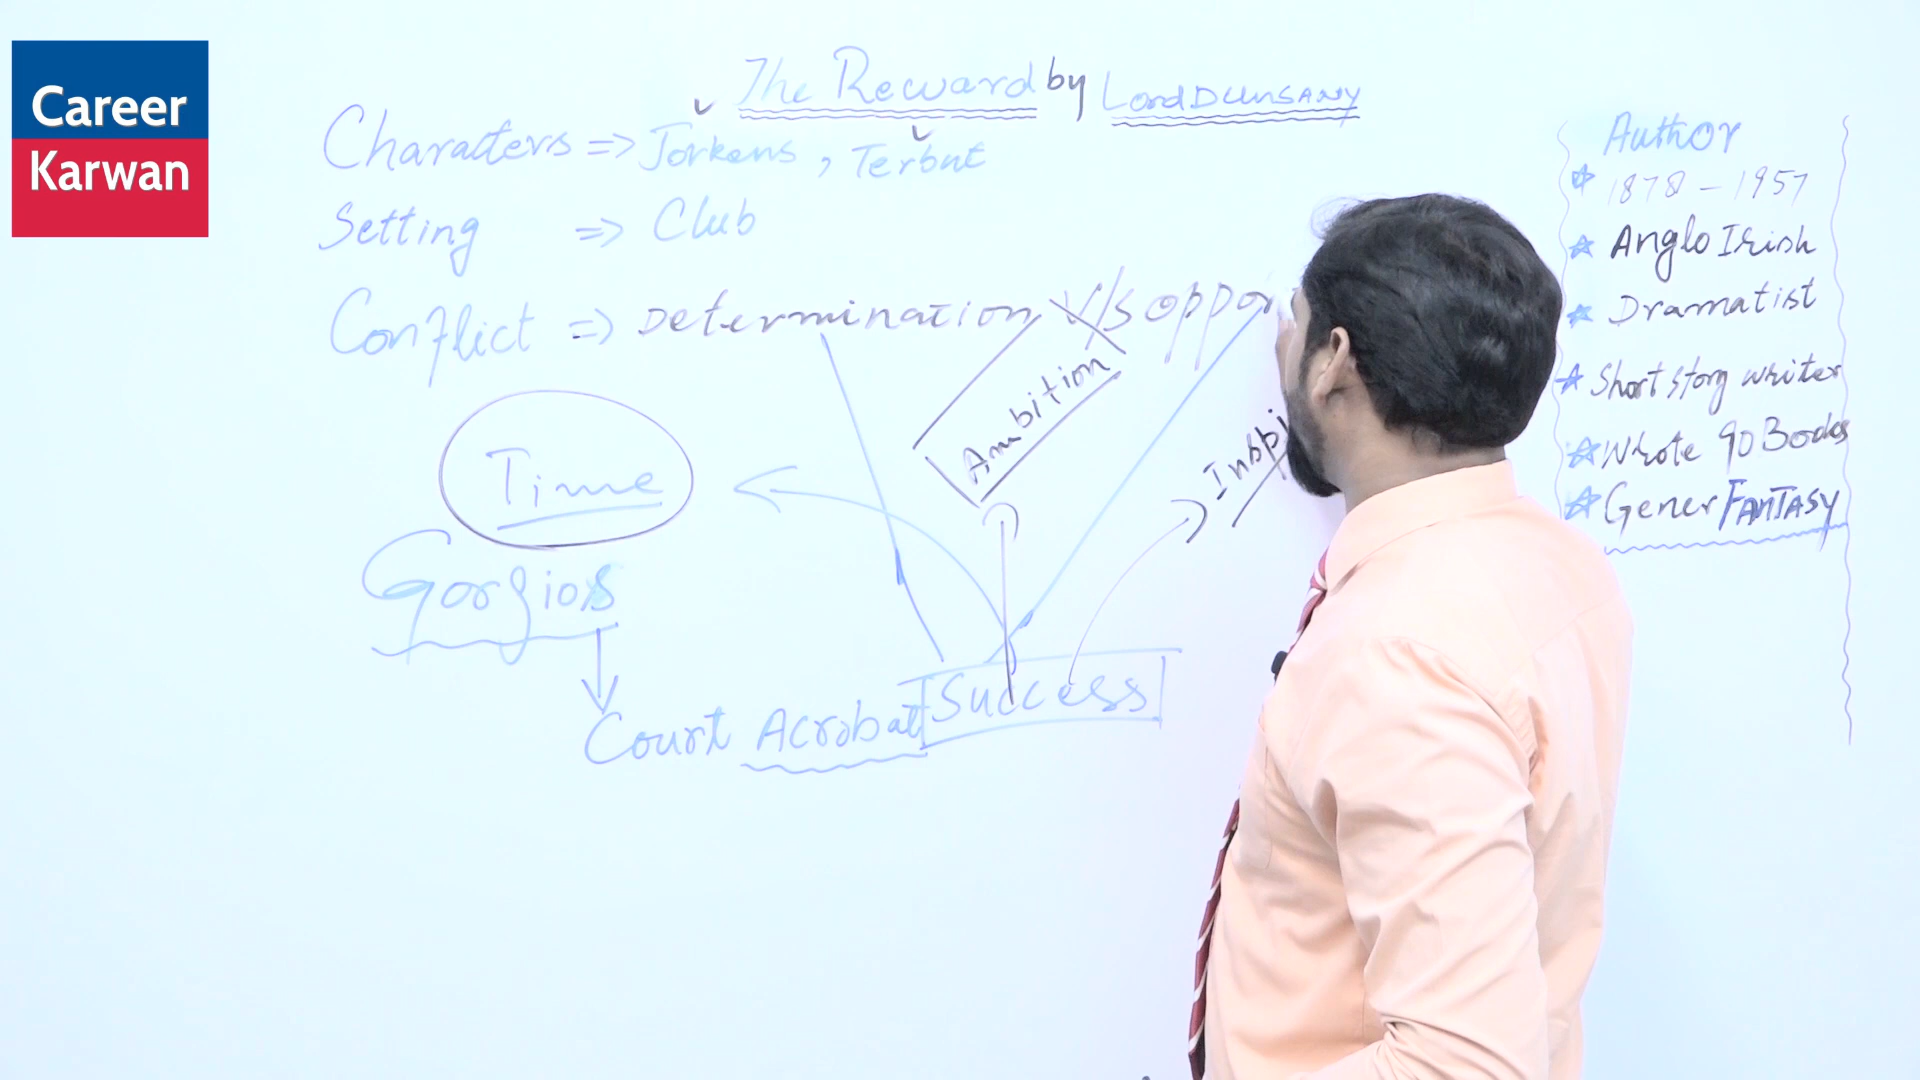 Career
Karwan
The Reward by Lord DUNSANY
Characters => Jorkens, Terbut
Setting => Club
Conflict => Determination V/S oppor
Ambition
Inspi
Time
Gorgios
Court Acrobat
Success
Author
1878 - 1957
Anglo Irish
Dramatist
Short story writer
Wrote 90 Books
Gener FANTASY